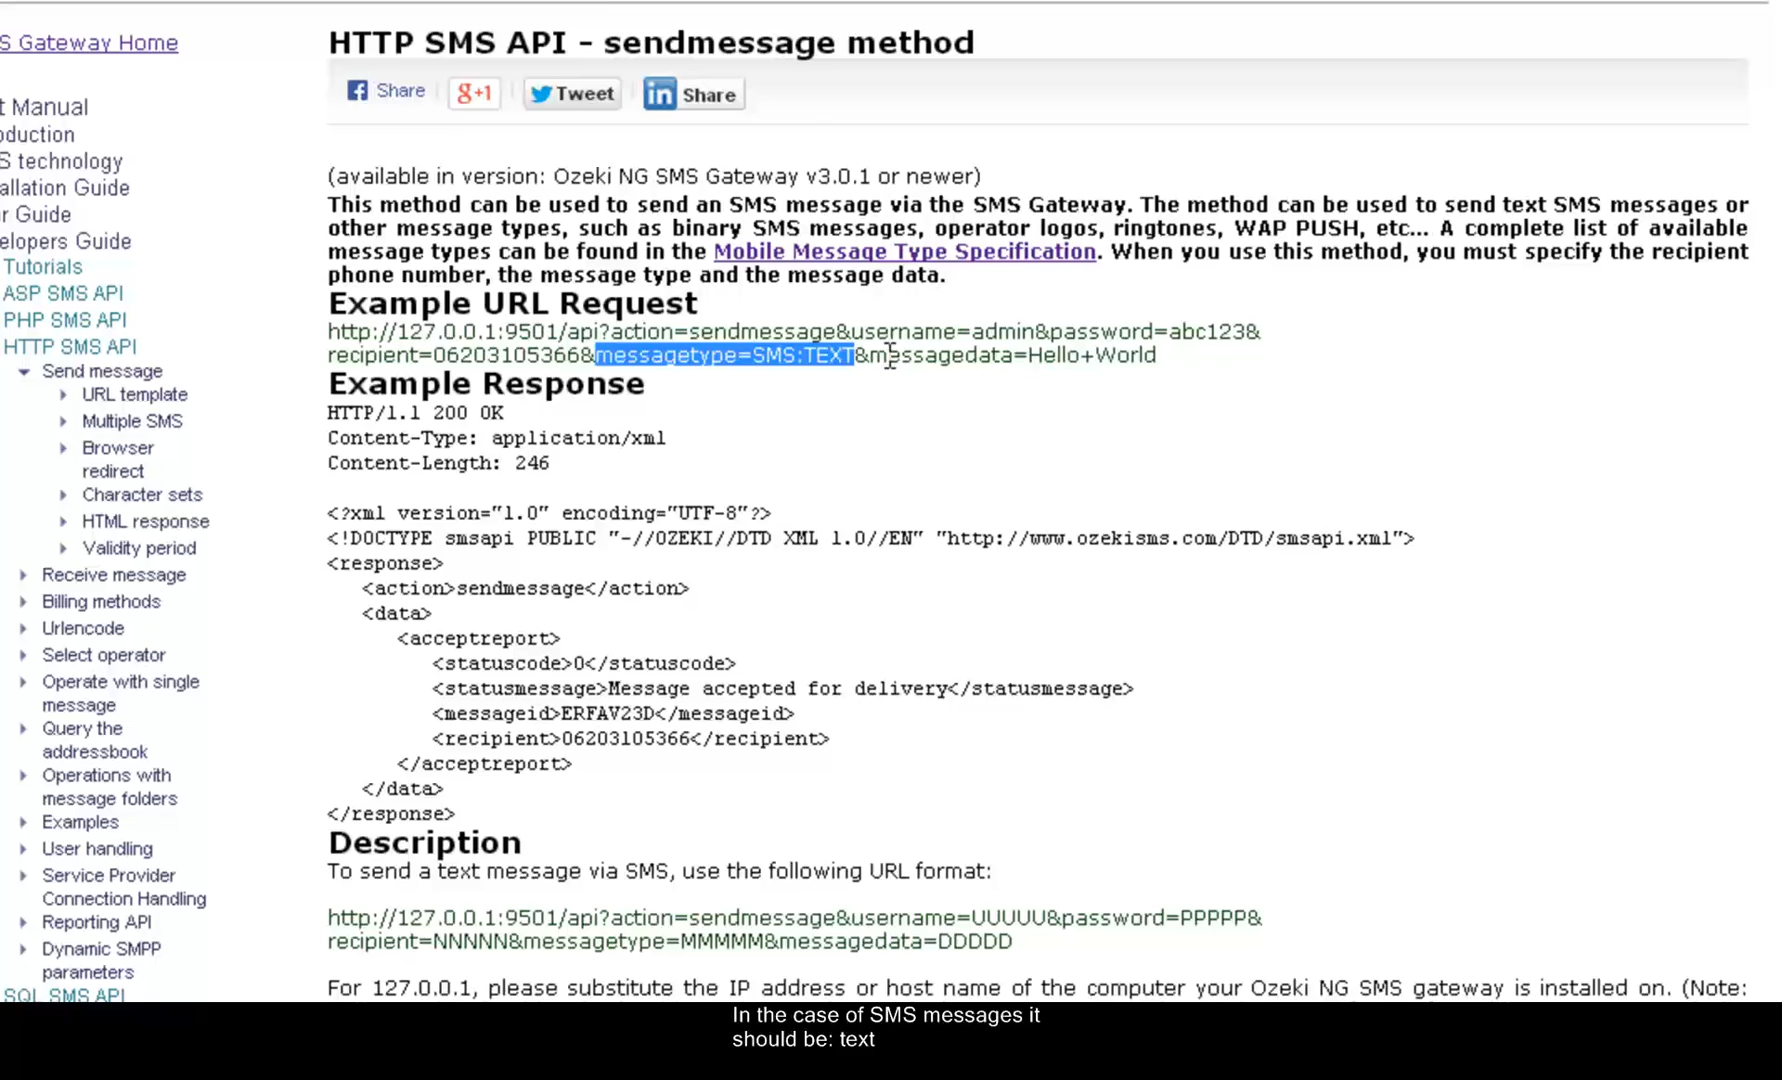 S Gateway Home
t Manual
oduction
S technology
allation Guide
r Guide
elopers Guide
Tutorials
ASP SMS API
PHP SMS API
HTTP SMS API
Send message
URL template
Multiple SMS
Browser
redirect
Character sets
HTML response
Validity period
Receive message
Billing methods
Urlencode
Select operator
Operate with single
message
Query the
addressbook
Operations with
message folders
Examples
User handling
Service Provider
Connection Handling
Reporting API
Dynamic SMPP
parameters
SQL SMS API
HTTP SMS API - sendmessage method
Share g+1 Tweet in Share
(available in version: Ozeki NG SMS Gateway v3.0.1 or newer)
This method can be used to send an SMS message via the SMS Gateway. The method can be used to send text SMS messages or
other message types, such as binary SMS messages, operator logos, ringtones, WAP PUSH, etc... A complete list of available
message types can be found in the Mobile Message Type Specification. When you use this method, you must specify the recipient
phone number, the message type and the message data.
Example URL Request
http://127.0.0.1:9501/api?action=sendmessage&username=admin&password=abc123&
recipient=06203105366&messagetype=SMS:TEXT&messagedata=Hello+World
Example Response
HTTP/1.1 200 OK
Content-Type: application/xml
Content-Length: 246
<?xml version="1.0" encoding="UTF-8"?>
<!DOCTYPE smsapi PUBLIC "-//OZEKI//DTD XML 1.0//EN" "http://www.ozekisms.com/DTD/smsapi.xml">
<response>
<action>sendmessage</action>
<data>
<acceptreport>
<statuscode>0</statuscode>
<statusmessage>Message accepted for delivery</statusmessage>
<messageid>ERFAV23D</messageid>
<recipient>06203105366</recipient>
</acceptreport>
</data>
</response>
Description
To send a text message via SMS, use the following URL format:
http://127.0.0.1:9501/api?action=sendmessage&username=UUUUU&password=PPPPP&
recipient=NNNNN&messagetype=MMMMM&messagedata=DDDDD
For 127.0.0.1, please substitute the IP address or host name of the computer your Ozeki NG SMS gateway is installed on. (Note:
In the case of SMS messages it
should be: text